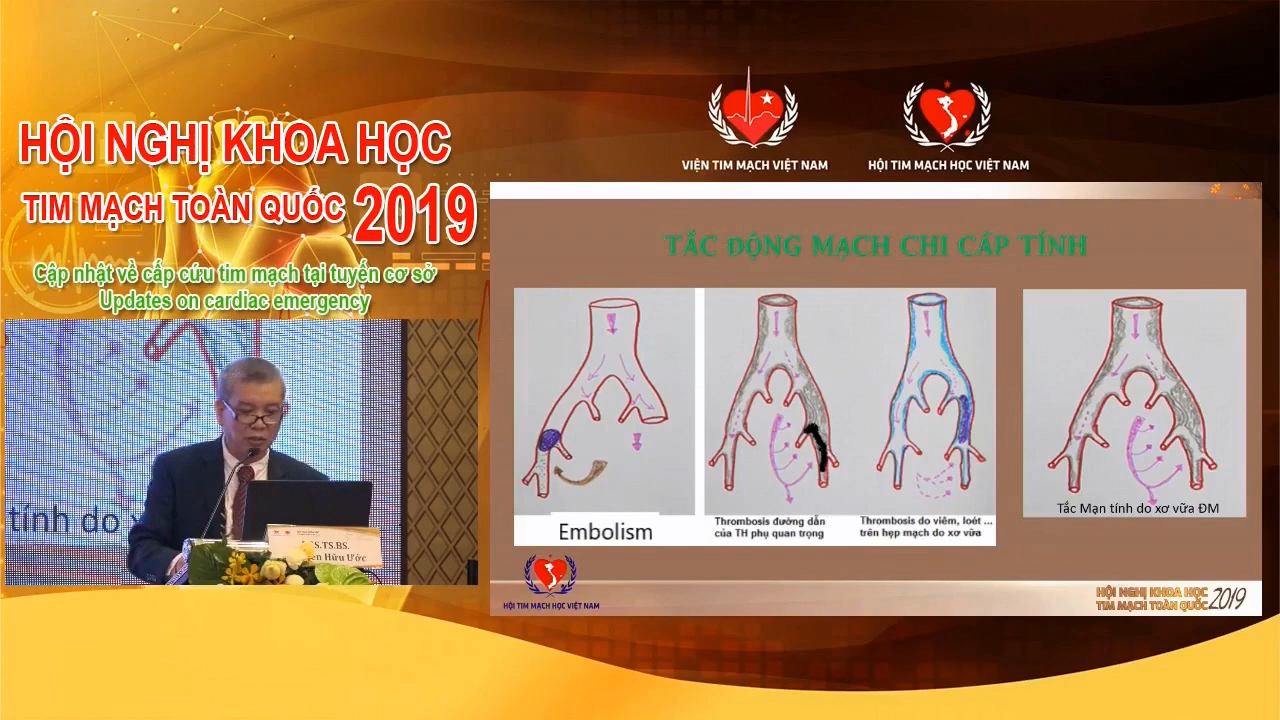 HỘI NGHỊ KHOA HỌC
TIM MẠCH TOÀN QUỐC 2019
Cập nhật về cấp cứu tim mạch tại tuyến cơ sở
Updates on cardiac emergency
VIỆN TIM MẠCH VIỆT NAM
HỘI TIM MẠCH HỌC VIỆT NAM
TẮC ĐỘNG MẠCH CHI CẤP TÍNH
Embolism
Thrombosis đường dẫn
của TH phụ quan trọng
Thrombosis do viêm, loét ...
trên hẹp mạch do xơ vữa
Tắc Mạn tính do xơ vữa ĐM
HỘI TIM MẠCH HỌC VIỆT NAM
HỘI NGHỊ KHOA HỌC
TIM MẠCH TOÀN QUỐC 2019
tính do
S.TS.BS.
Hữu Ước